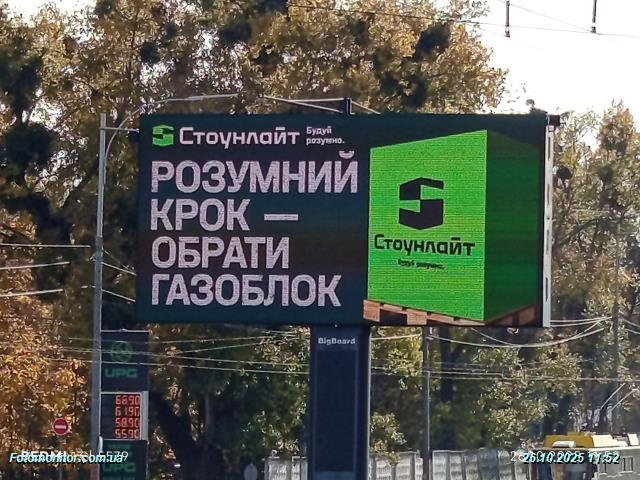 Стоунлайт
Будуй
розумно.
РОЗУМНИЙ
КРОК —
ОБРАТИ
ГАЗОБЛОК
Стоунлайт
Будуй розумно.
BigBoard
UPG
UPG
Fotomonitor.com.ua
26.10.2025 11:52